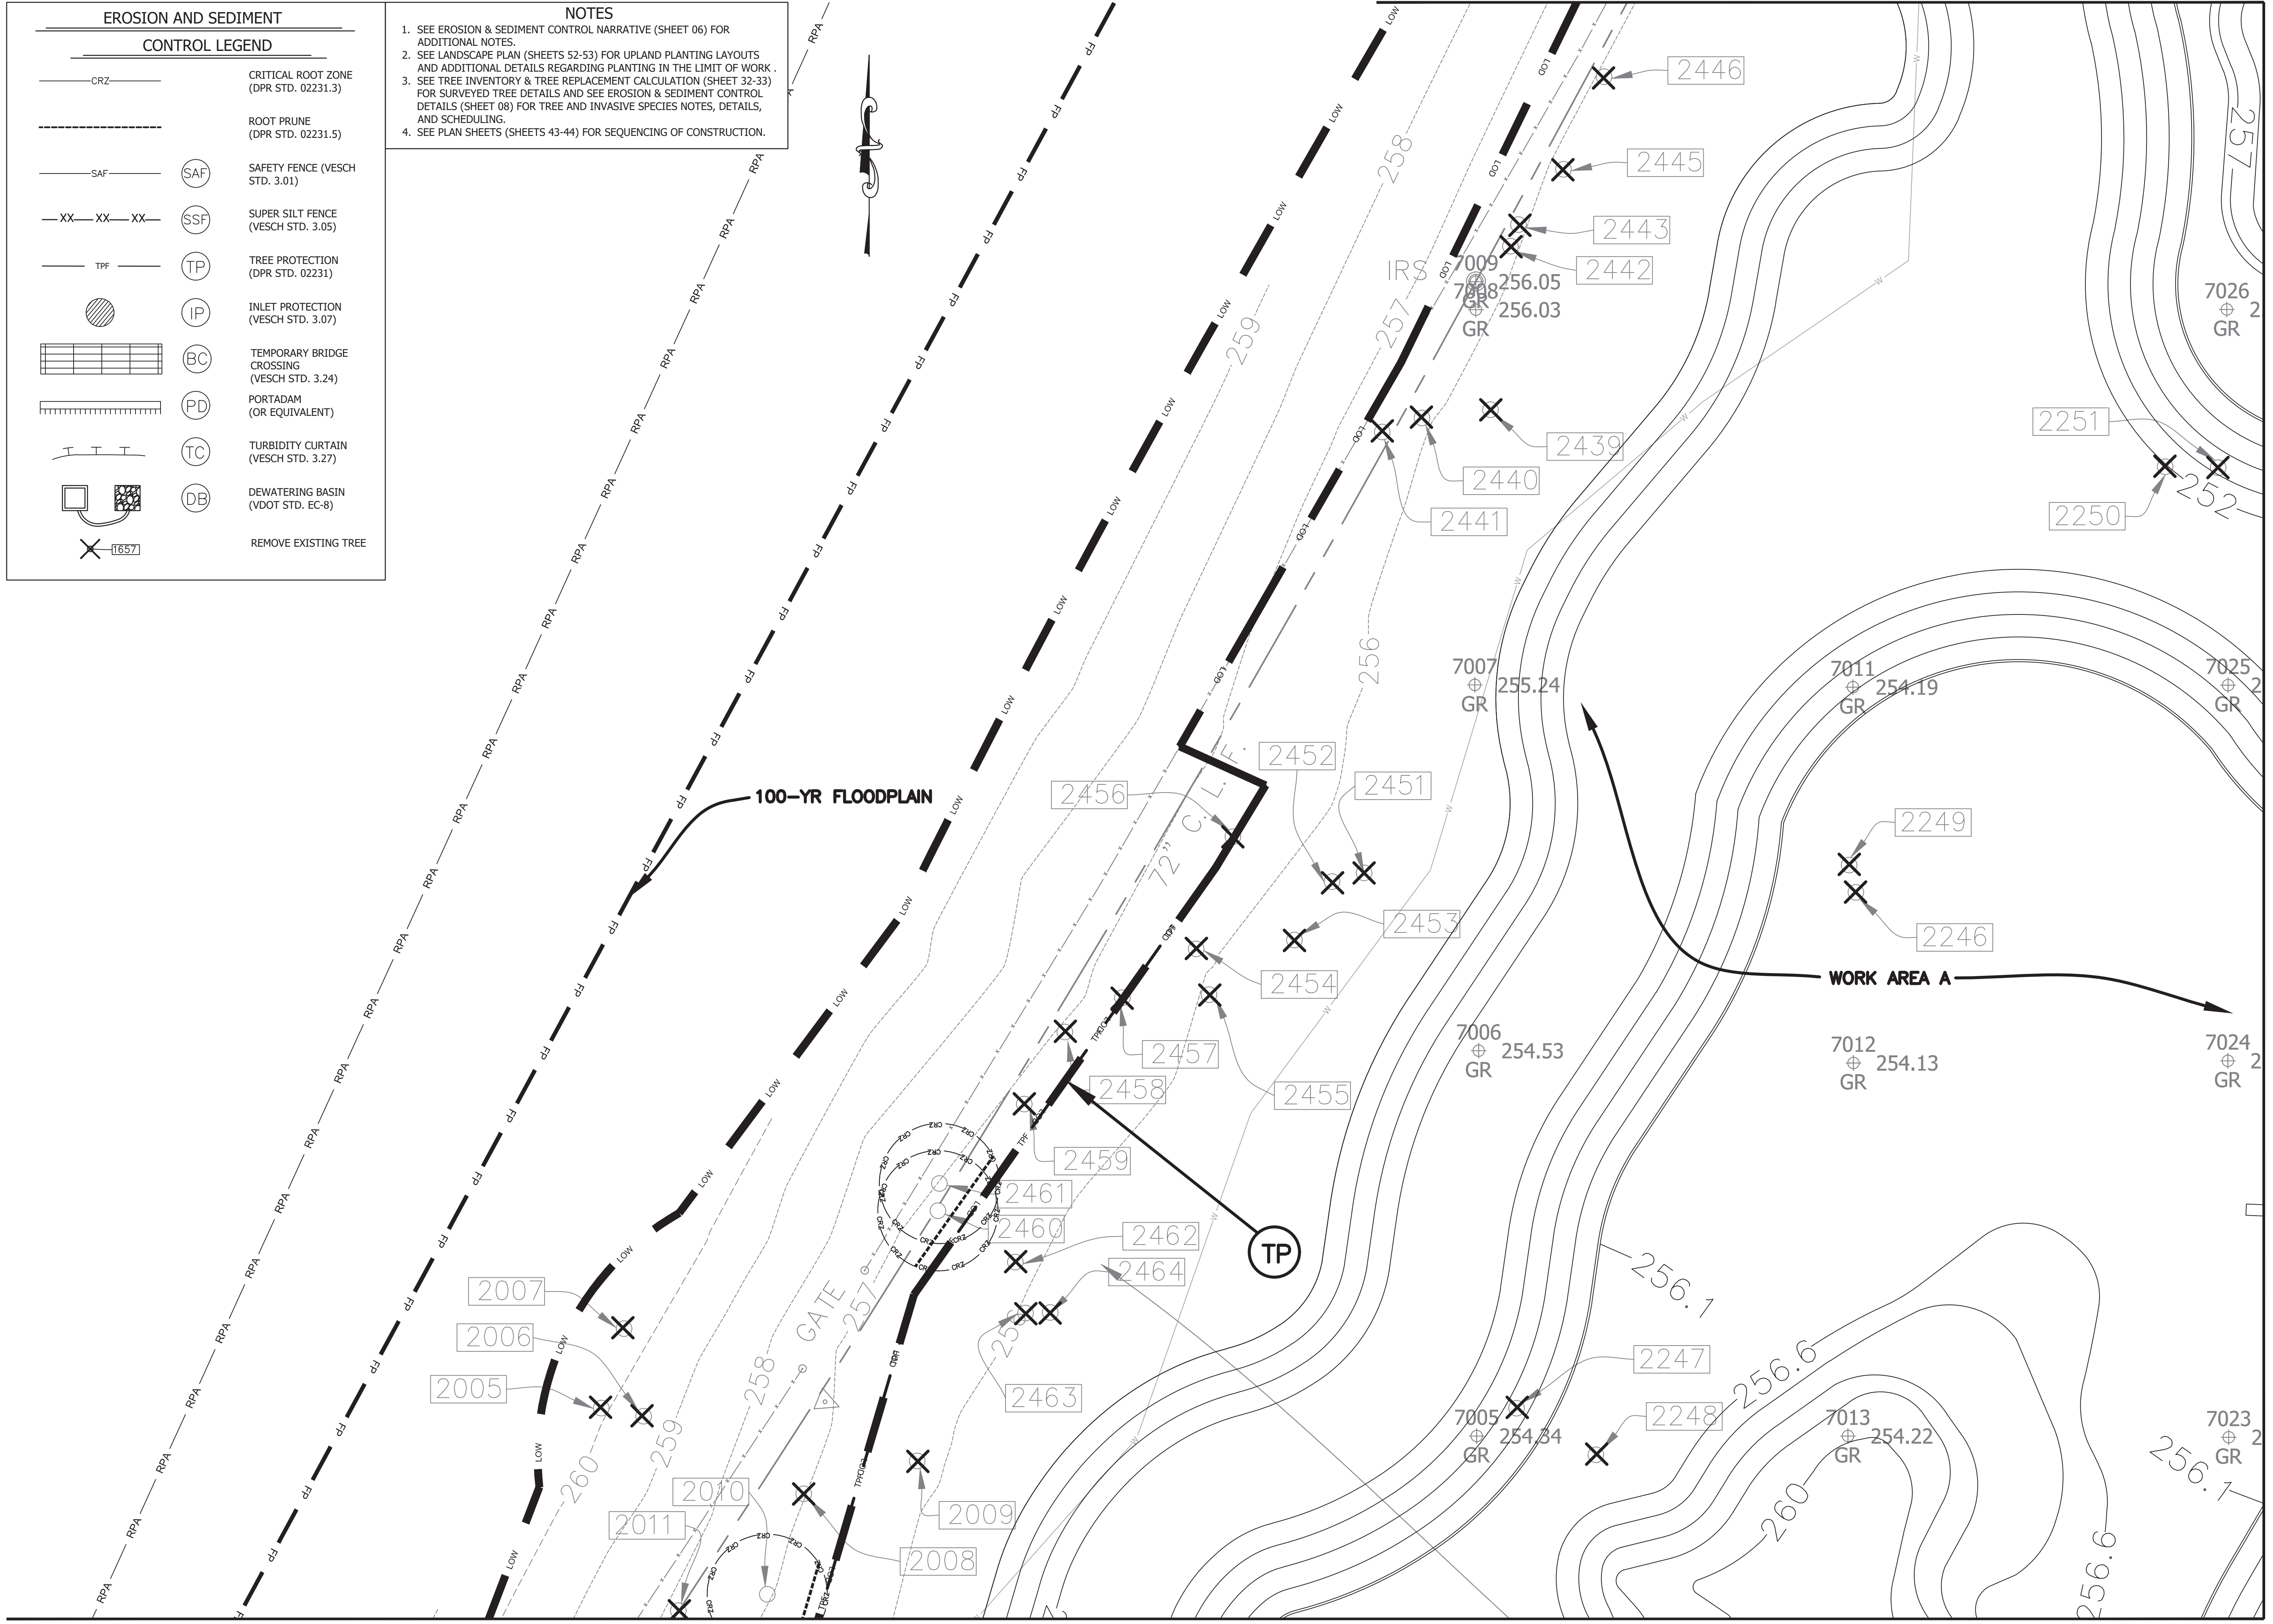 EROSION AND SEDIMENT
CONTROL LEGEND
CRZ
CRITICAL ROOT ZONE
(DPR STD. 02231.3)
ROOT PRUNE
(DPR STD. 02231.5)
SAF
SAF
SAFETY FENCE (VESCH
STD. 3.01)
XX XX XX
SSF
SUPER SILT FENCE
(VESCH STD. 3.05)
TPF
TP
TREE PROTECTION
(DPR STD. 02231)
IP
INLET PROTECTION
(VESCH STD. 3.07)
BC
TEMPORARY BRIDGE
CROSSING
(VESCH STD. 3.24)
PD
PORTADAM
(OR EQUIVALENT)
TC
TURBIDITY CURTAIN
(VESCH STD. 3.27)
DB
DEWATERING BASIN
(VDOT STD. EC-8)
1657
REMOVE EXISTING TREE
NOTES
1. SEE EROSION & SEDIMENT CONTROL NARRATIVE (SHEET 06) FOR
ADDITIONAL NOTES.
2. SEE LANDSCAPE PLAN (SHEETS 52-53) FOR UPLAND PLANTING LAYOUTS
AND ADDITIONAL DETAILS REGARDING PLANTING IN THE LIMIT OF WORK .
3. SEE TREE INVENTORY & TREE REPLACEMENT CALCULATION (SHEET 32-33)
FOR SURVEYED TREE DETAILS AND SEE EROSION & SEDIMENT CONTROL
DETAILS (SHEET 08) FOR TREE AND INVASIVE SPECIES NOTES, DETAILS,
AND SCHEDULING.
4. SEE PLAN SHEETS (SHEETS 43-44) FOR SEQUENCING OF CONSTRUCTION.
RPA
FP
LOW
LOD
2446
2445
2443
2442
258
257
259
257
IRS
7009
256.05
7008
GR
256.03
GR
7026
GR
2439
2440
2441
2251
2250
252
256
7007
255.24
GR
7011
254.19
GR
7025
GR
100-YR FLOODPLAIN
72" C. L. F.
2452
2451
2456
2453
2454
2457
2455
2458
2459
2461
2460
2462
2464
2463
2249
2246
WORK AREA A
7006
254.53
GR
7012
254.13
GR
7024
GR
TPF
CRZ
TP
GATE
257
256
256.1
256.6
2007
2006
2005
258
259
260
2247
2248
7005
254.34
GR
7013
254.22
GR
7023
GR
256.1
260
256.6
2010
2011
2009
2008
W